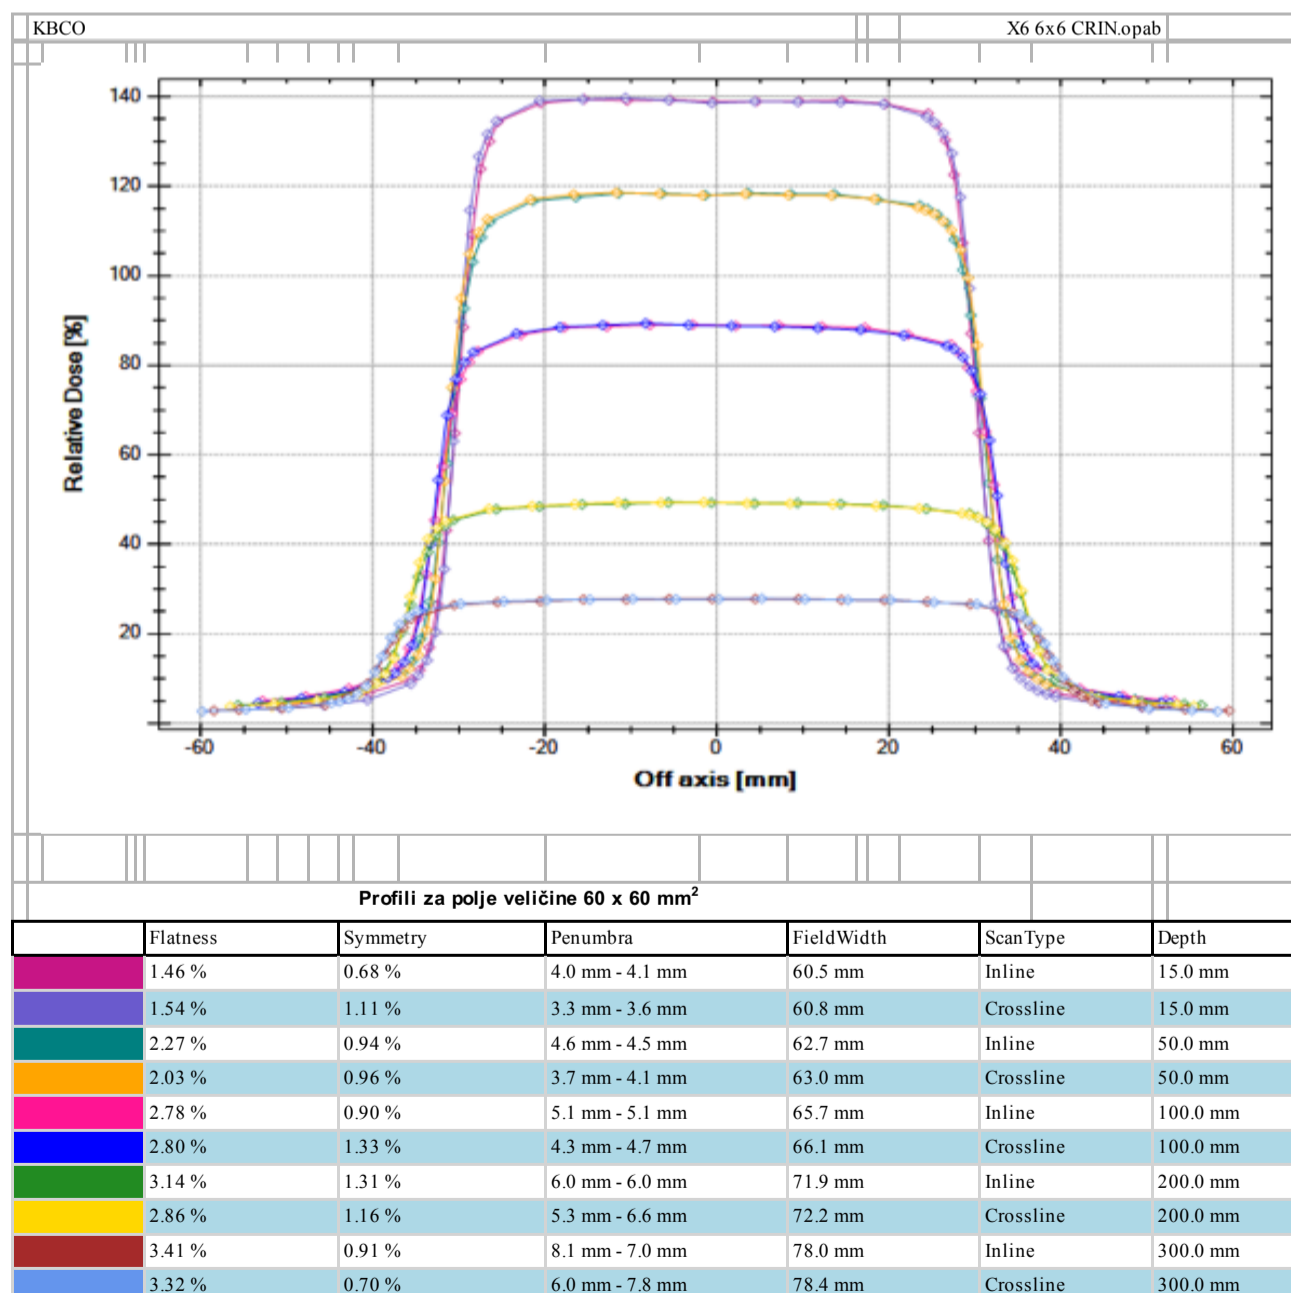 KBCO X6 6x6 CRIN.opab
140
120
100
80
60
40
20
Relative Dose [%]
-60 -40 -20 0 20 40 60
Off axis [mm]
Profili za polje veličine 60 x 60 mm²
Flatness Symmetry Penumbra FieldWidth ScanType Depth
1.46 % 0.68 % 4.0 mm - 4.1 mm 60.5 mm Inline 15.0 mm
1.54 % 1.11 % 3.3 mm - 3.6 mm 60.8 mm Crossline 15.0 mm
2.27 % 0.94 % 4.6 mm - 4.5 mm 62.7 mm Inline 50.0 mm
2.03 % 0.96 % 3.7 mm - 4.1 mm 63.0 mm Crossline 50.0 mm
2.78 % 0.90 % 5.1 mm - 5.1 mm 65.7 mm Inline 100.0 mm
2.80 % 1.33 % 4.3 mm - 4.7 mm 66.1 mm Crossline 100.0 mm
3.14 % 1.31 % 6.0 mm - 6.0 mm 71.9 mm Inline 200.0 mm
2.86 % 1.16 % 5.3 mm - 6.6 mm 72.2 mm Crossline 200.0 mm
3.41 % 0.91 % 8.1 mm - 7.0 mm 78.0 mm Inline 300.0 mm
3.32 % 0.70 % 6.0 mm - 7.8 mm 78.4 mm Crossline 300.0 mm